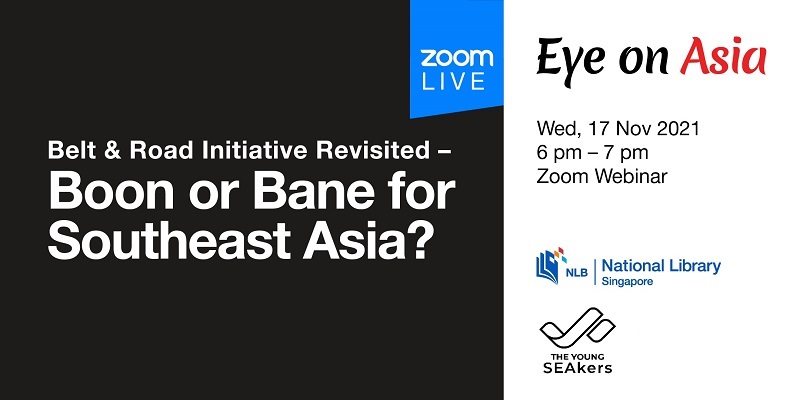 zoom
LIVE
Belt & Road Initiative Revisited –
Boon or Bane for
Southeast Asia?
Eye on Asia
Wed, 17 Nov 2021
6 pm – 7 pm
Zoom Webinar
NLB
National Library
Singapore
THE YOUNG
SEAkers